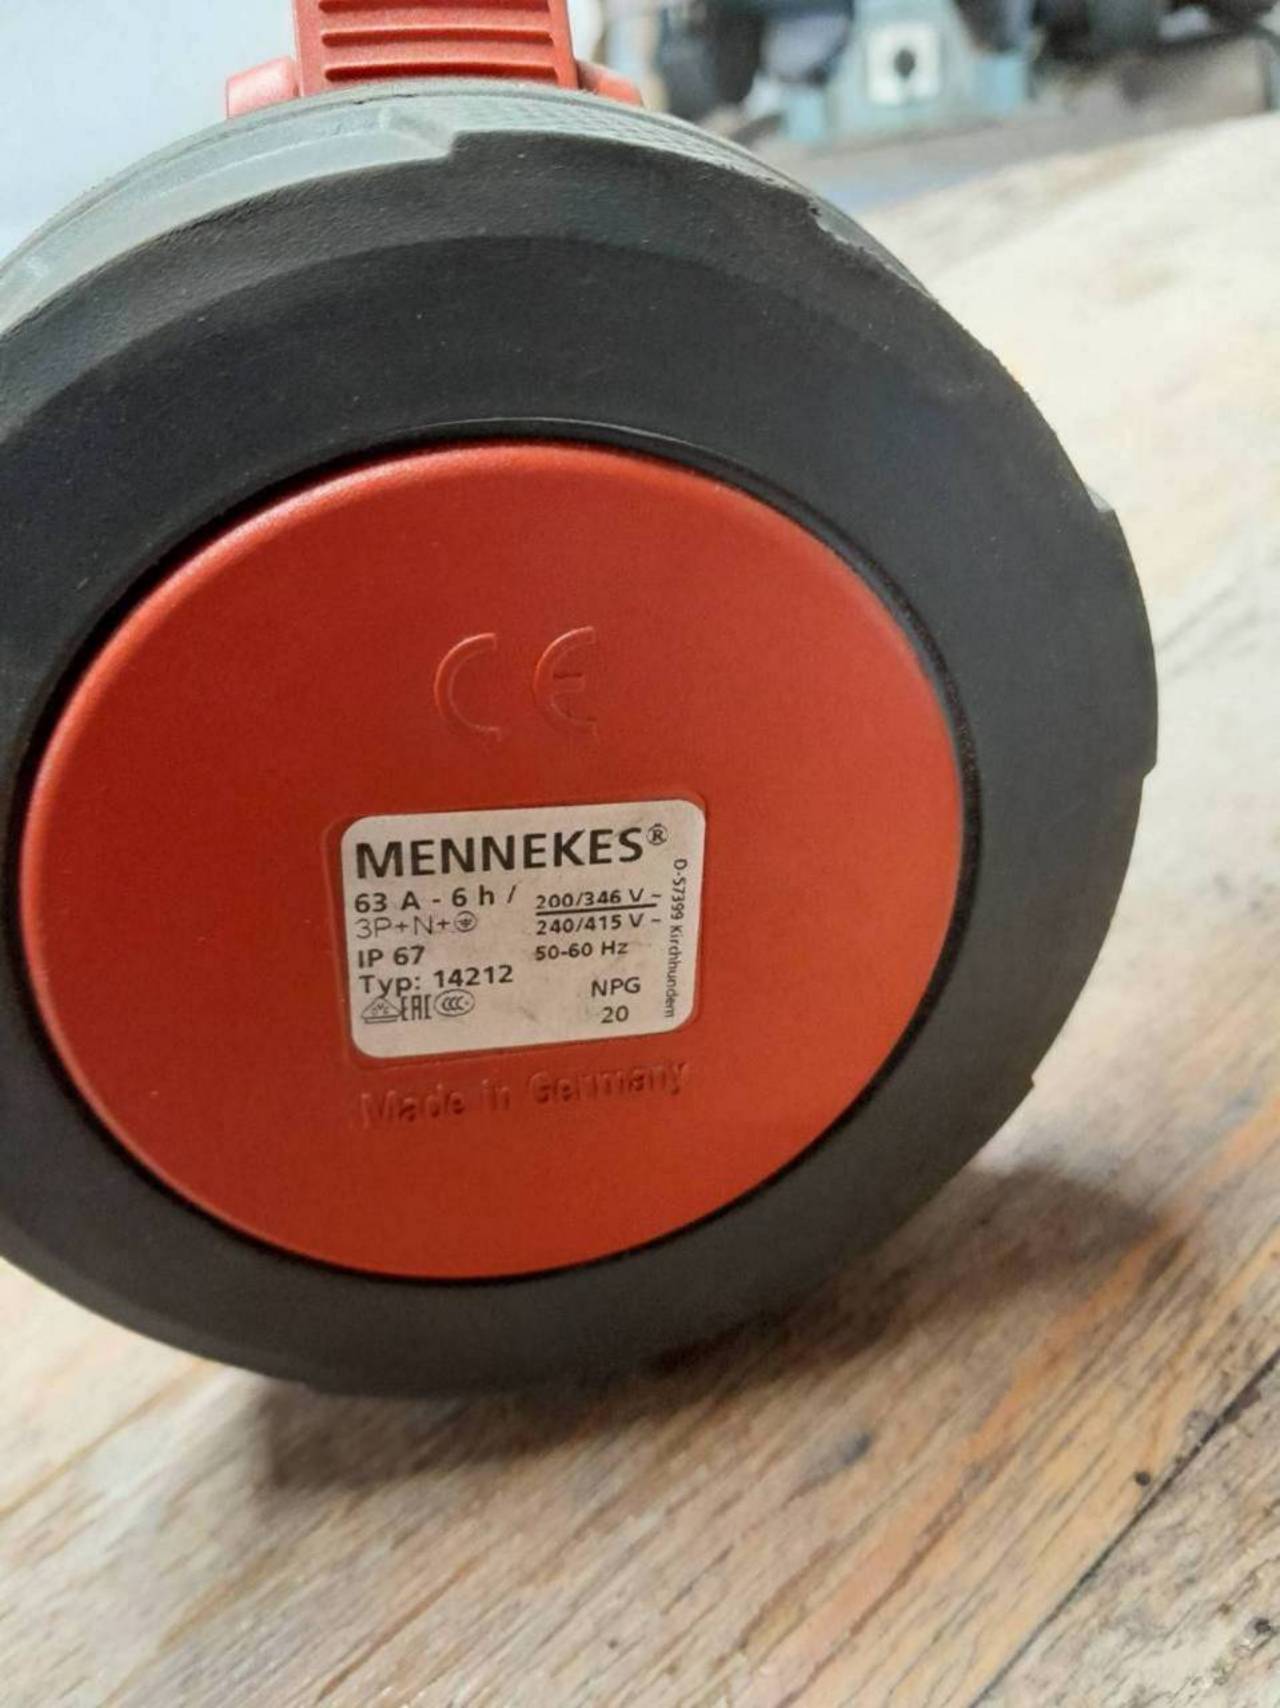 CE
MENNEKES®
63 A - 6 h / 200/346 V ~
240/415 V ~
3P+N+⏚
IP 67 50-60 Hz
Typ: 14212
EAC CCC
NPG
20
D-57399 Kirchhundem
Made in Germany